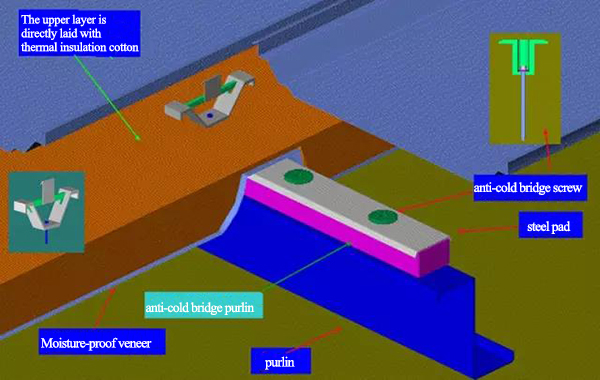 The upper layer is
directly laid with
thermal insulation cotton
anti-cold bridge screw
steel pad
anti-cold bridge purlin
Moisture-proof veneer
purlin